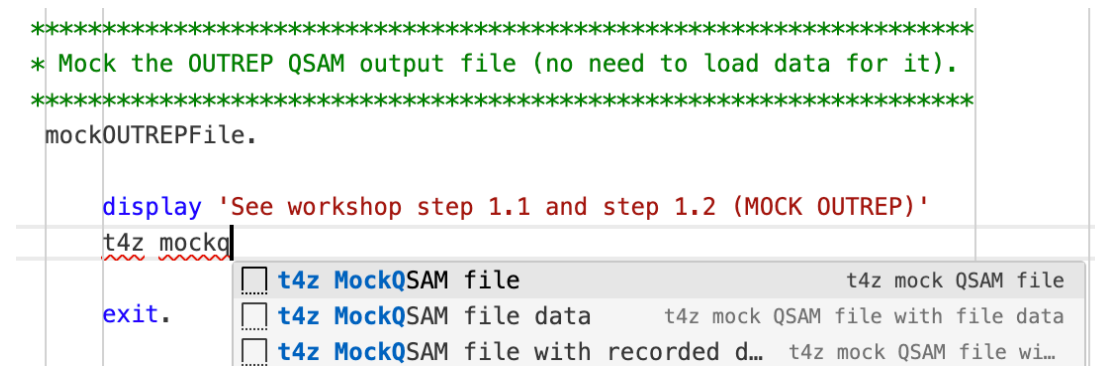 ******************************************************************
* Mock the OUTREP QSAM output file (no need to load data for it).
******************************************************************
mockOUTREPFile.
display 'See workshop step 1.1 and step 1.2 (MOCK OUTREP)'
t4z mockq
t4z MockQSAM file t4z mock QSAM file
exit. t4z MockQSAM file data t4z mock QSAM file with file data
t4z MockQSAM file with recorded d… t4z mock QSAM file wi…